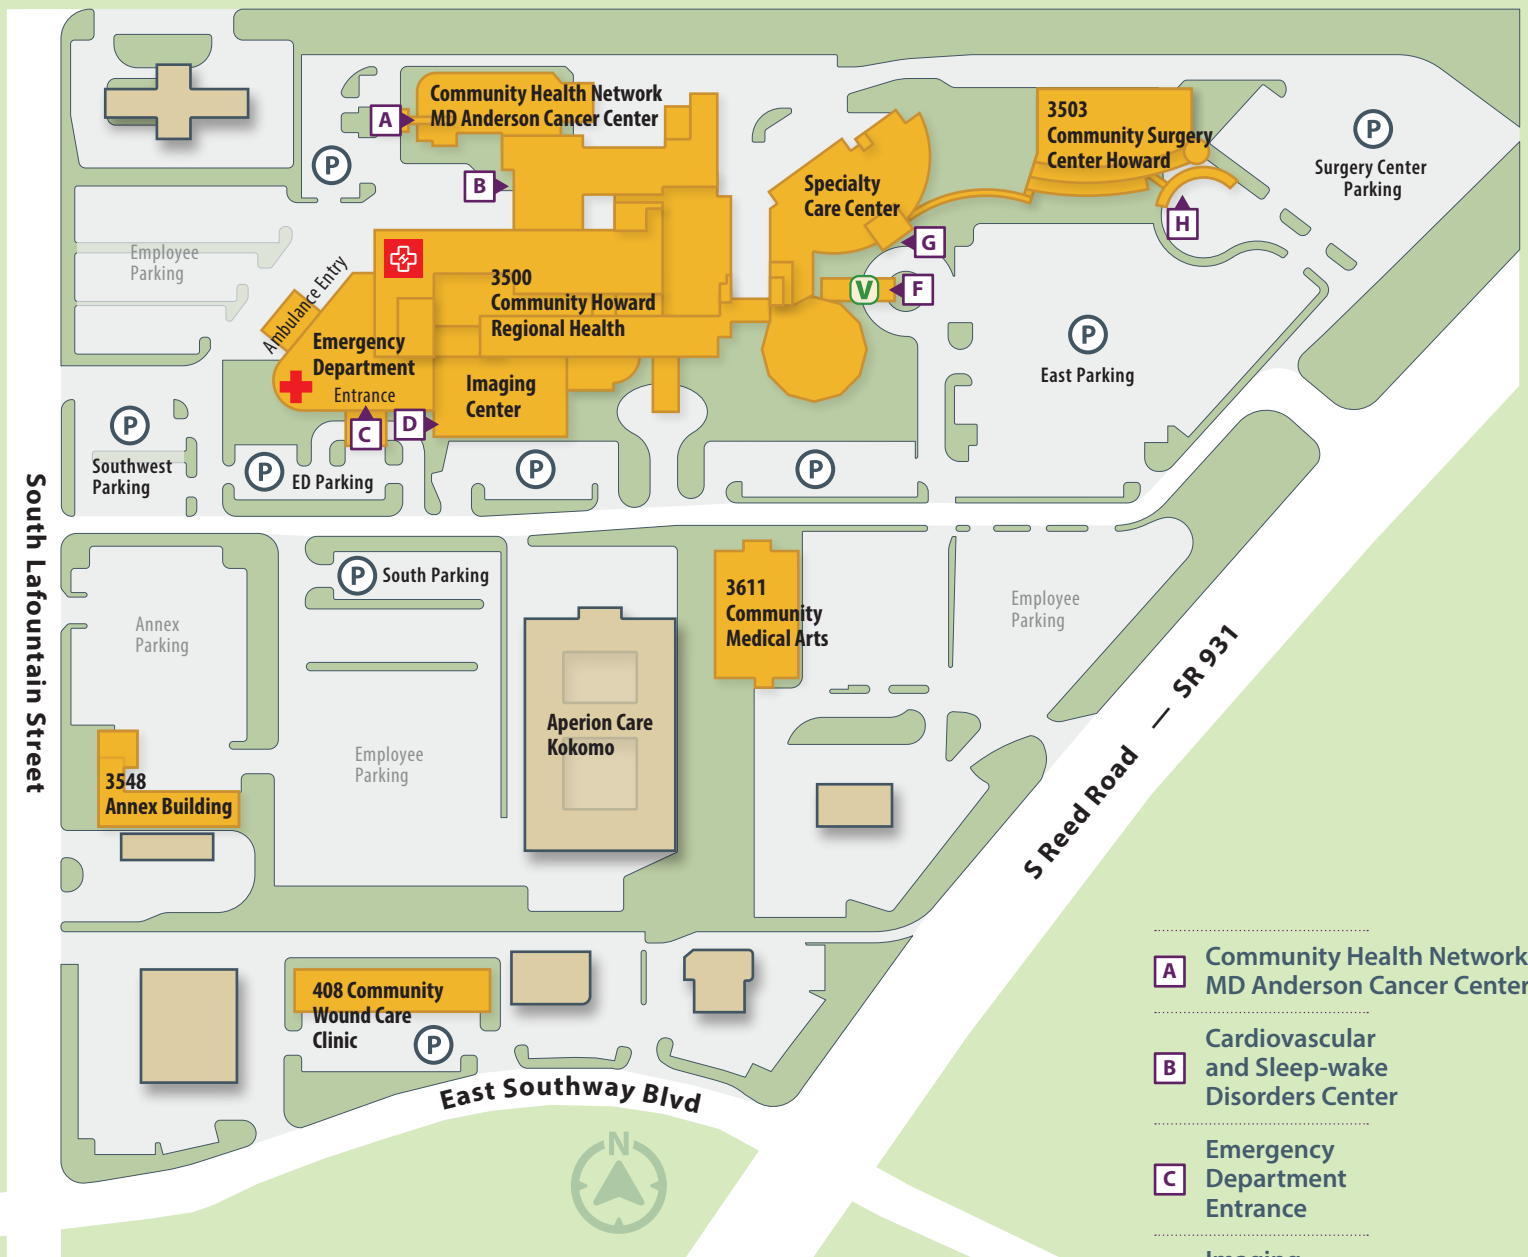 Community Health Network
MD Anderson Cancer Center
A
P
B
3503
Community Surgery
Center Howard
P
Surgery Center
Parking
Specialty
Care Center
H
G
Employee
Parking
Ambulance Entry
3500
Community Howard
Regional Health
V
F
Emergency
Department
Entrance
Imaging
Center
P
East Parking
C
D
P
Southwest
Parking
P
ED Parking
P
P
South Lafountain Street
P
South Parking
3611
Community
Medical Arts
Employee
Parking
Annex
Parking
S Reed Road — SR 931
Aperion Care
Kokomo
Employee
Parking
3548
Annex Building
408 Community
Wound Care
Clinic
P
East Southway Blvd
N
A
Community Health Network
MD Anderson Cancer Center
B
Cardiovascular
and Sleep-wake
Disorders Center
C
Emergency
Department
Entrance
Imaging